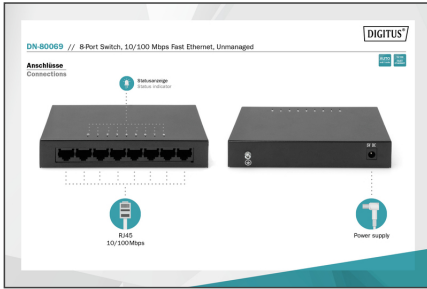 DIGITUS®
DN-80069 // 8-Port Switch, 10/100 Mbps Fast Ethernet, Unmanaged
Anschlüsse
Connections
AUTO
Statusanzeige
Status indicator
RJ45
10/100Mbps
Power supply